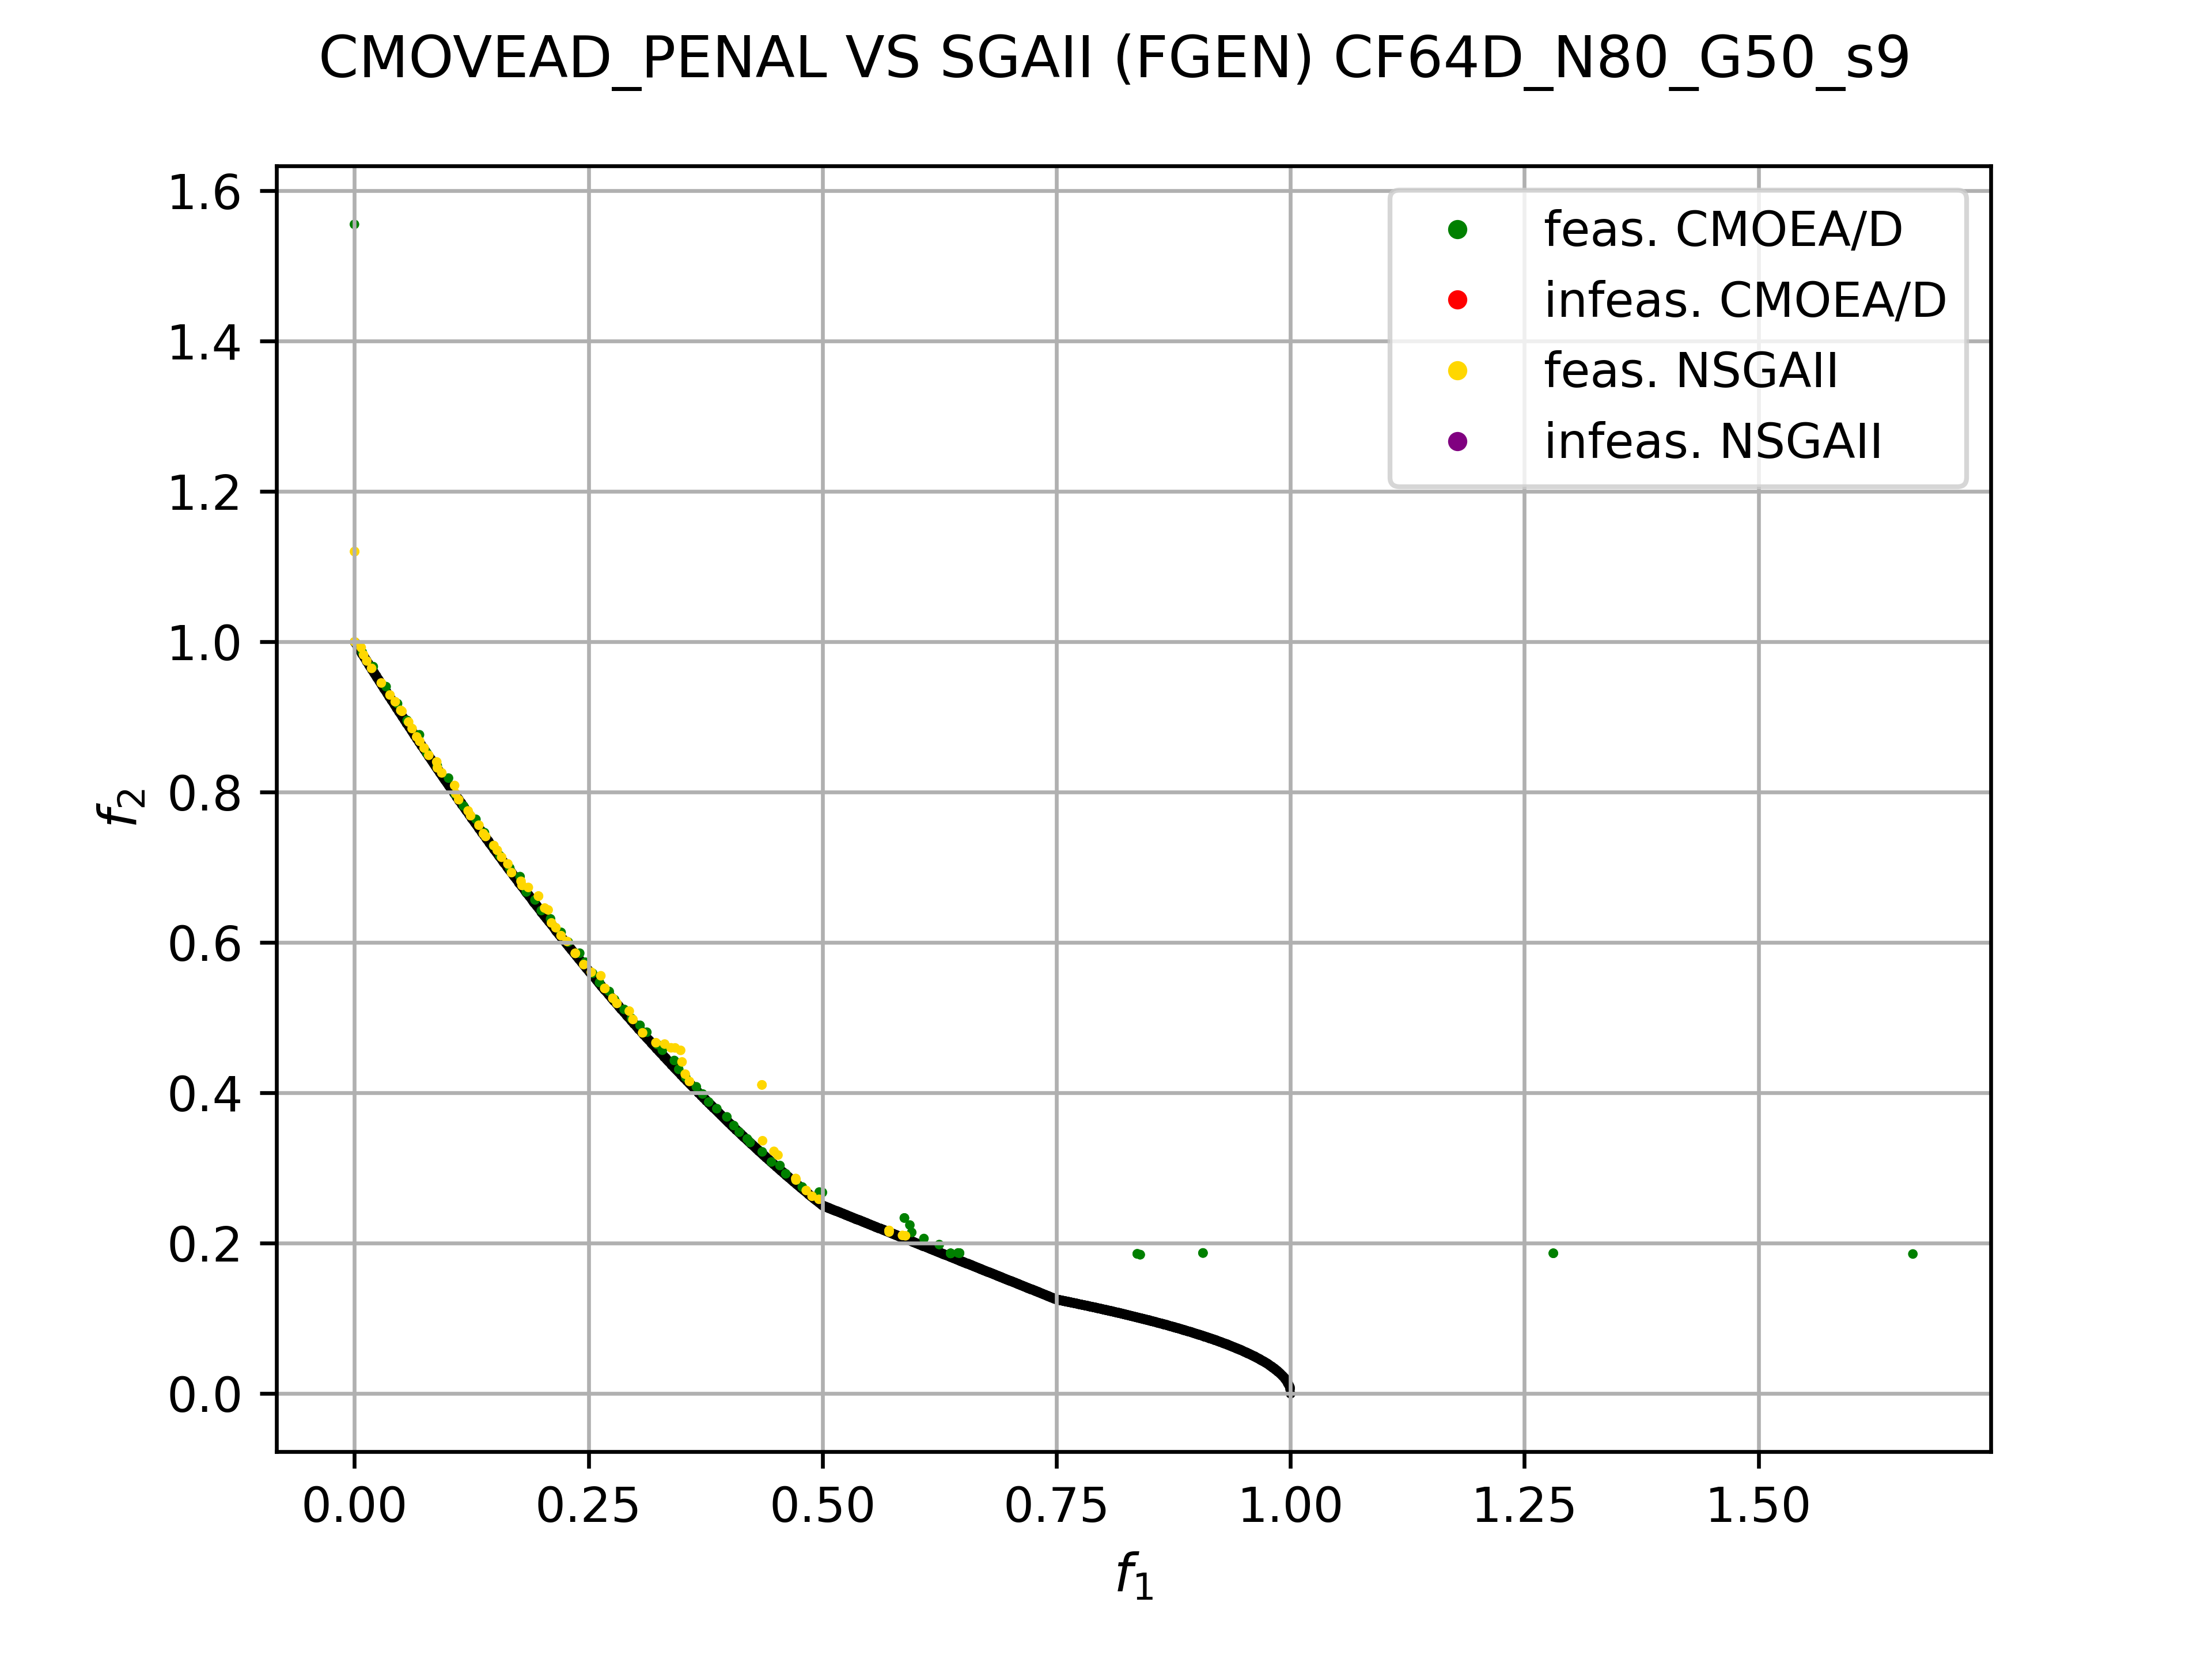 CMOVEAD_PENAL VS SGAII (FGEN) CF64D_N80_G50_s9
1.6
1.4
1.2
1.0
0.8
0.6
0.4
0.2
0.0
f2
feas. CMOEA/D
infeas. CMOEA/D
feas. NSGAII
infeas. NSGAII
0.00 0.25 0.50 0.75 1.00 1.25 1.50
f1